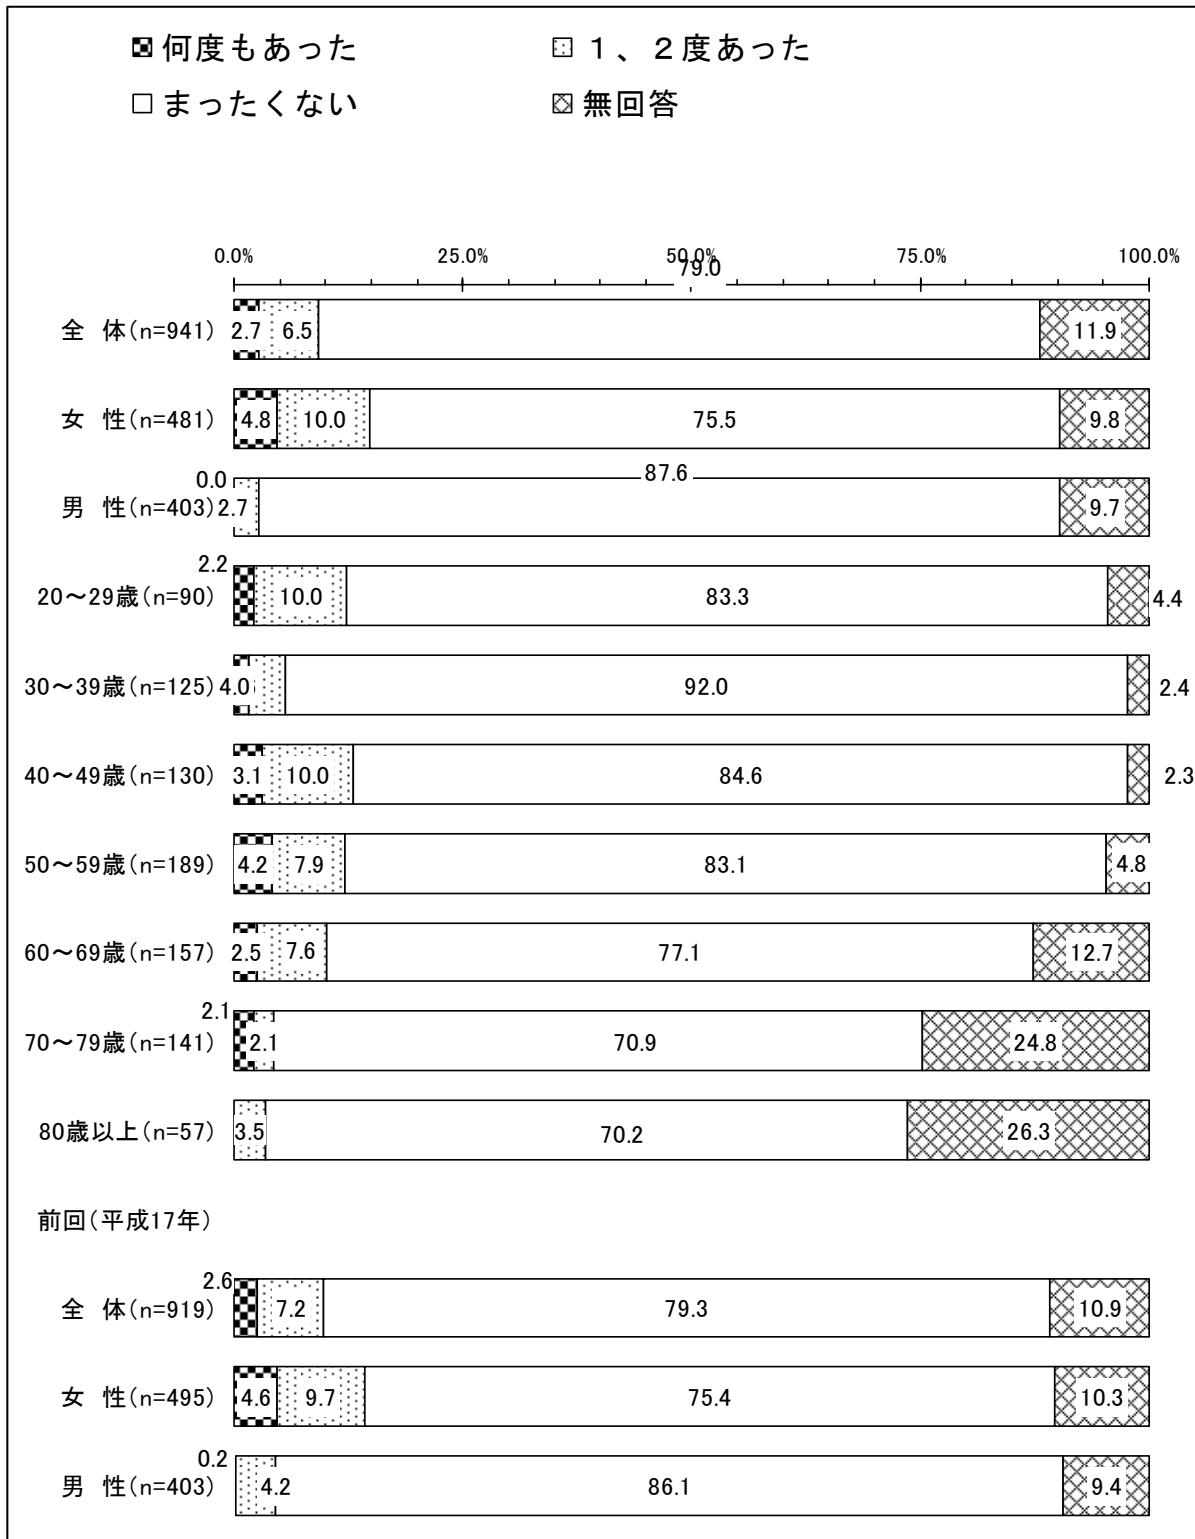 何度もあった １、２度あった
まったくない 無回答
0.0% 25.0% 50.0% 75.0% 100.0%
79.0
全 体(n=941) 2.7 6.5 11.9
女 性(n=481) 4.8 10.0 75.5 9.8
0.0 87.6
男 性(n=403) 2.7 9.7
2.2
20～29歳(n=90) 10.0 83.3 4.4
30～39歳(n=125) 4.0 92.0 2.4
40～49歳(n=130) 3.1 10.0 84.6 2.3
50～59歳(n=189) 4.2 7.9 83.1 4.8
60～69歳(n=157) 2.5 7.6 77.1 12.7
2.1
70～79歳(n=141) 2.1 70.9 24.8
80歳以上(n=57) 3.5 70.2 26.3
前回(平成17年)
2.6
全 体(n=919) 7.2 79.3 10.9
女 性(n=495) 4.6 9.7 75.4 10.3
0.2
男 性(n=403) 4.2 86.1 9.4